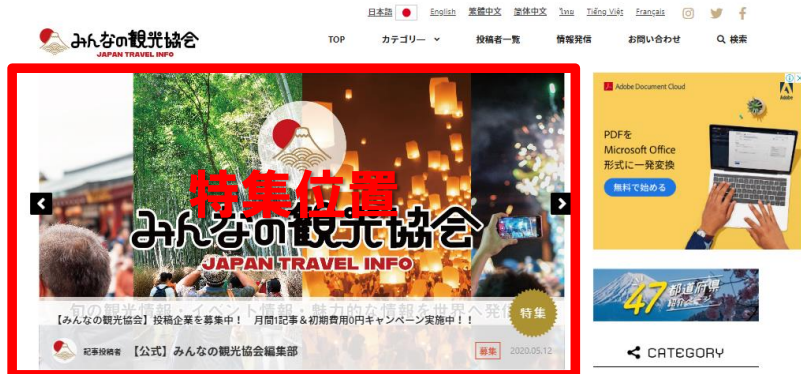 日本語 English 繁體中文 简体中文 ไทย Tiếng Việt Français
みんなの観光協会
JAPAN TRAVEL INFO
TOP カテゴリー 投稿者一覧 情報発信 お問い合わせ 検索
特集位置
みんなの観光協会
JAPAN TRAVEL INFO
旬の観光情報・イベント情報・魅力的な情報を世界へ発信
【みんなの観光協会】投稿企業を募集中! 月間1記事&初期費用0円キャンペーン実施中!!
特集
記事投稿者 【公式】みんなの観光協会編集部 募集 2020.05.12
Adobe Document Cloud
Adobe
PDFを
Microsoft Office
形式に一発変換
無料で始める
47 都道府県
CATEGORY